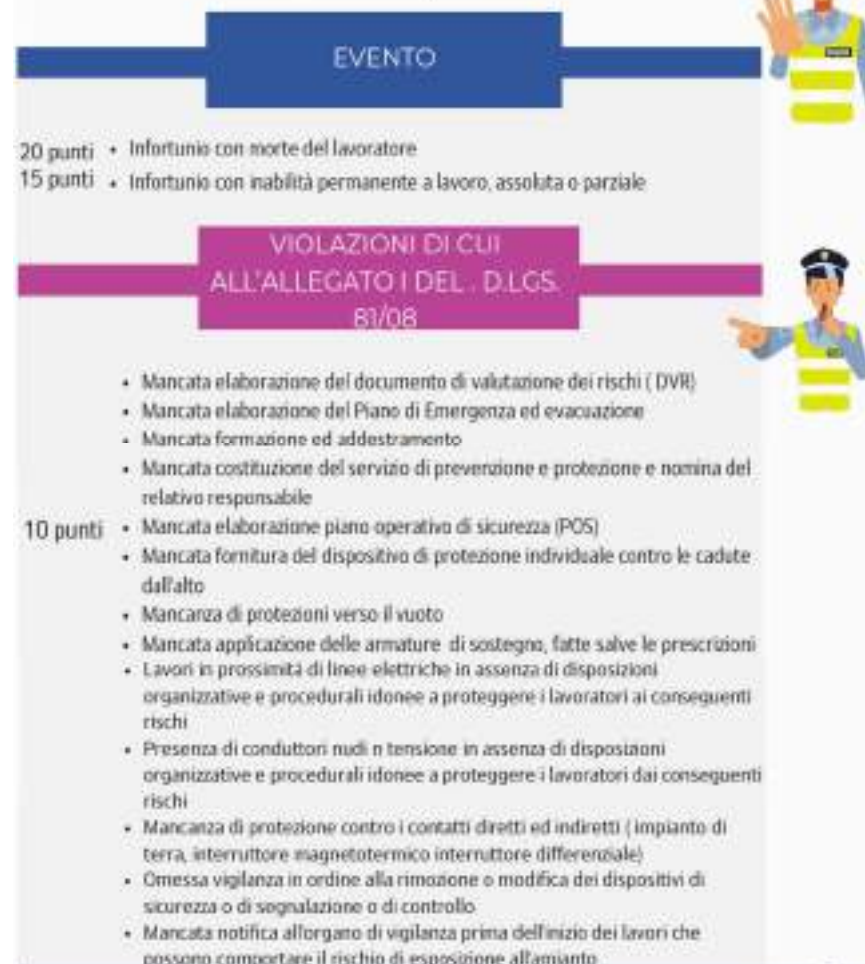 EVENTO
20 punti • Infortunio con morte del lavoratore
15 punti • Infortunio con inabilità permanente a lavoro, assoluta o parziale
VIOLAZIONI DI CUI
ALL'ALLEGATO I DEL . D.LGS.
81/08
• Mancata elaborazione del documento di valutazione dei rischi ( DVR)
• Mancata elaborazione del Piano di Emergenza ed evacuazione
• Mancata formazione ed addestramento
• Mancata costituzione del servizio di prevenzione e protezione e nomina del
relativo responsabile
10 punti • Mancata elaborazione piano operativo di sicurezza (POS)
• Mancata fornitura del dispositivo di protezione individuale contro le cadute
dall'alto
• Mancanza di protezioni verso il vuoto
• Mancata applicazione delle armature di sostegno, fatte salve le prescrizioni
• Lavori in prossimità di linee elettriche in assenza di disposizioni
organizzative e procedurali idonee a proteggere i lavoratori ai conseguenti
rischi
• Presenza di conduttori nudi n tensione in assenza di disposizioni
organizzative e procedurali idonee a proteggere i lavoratori dai conseguenti
rischi
• Mancanza di protezione contro i contatti diretti ed indiretti ( impianto di
terra, interruttore magnetotermico interruttore differenziale)
• Omessa vigilanza in ordine alla rimozione o modifica dei dispositivi di
sicurezza o di segnalazione o di controllo
• Mancata notifica all'organo di vigilanza prima dell'inizio dei lavori che
possono comportare il rischio di esposizione all'amianto